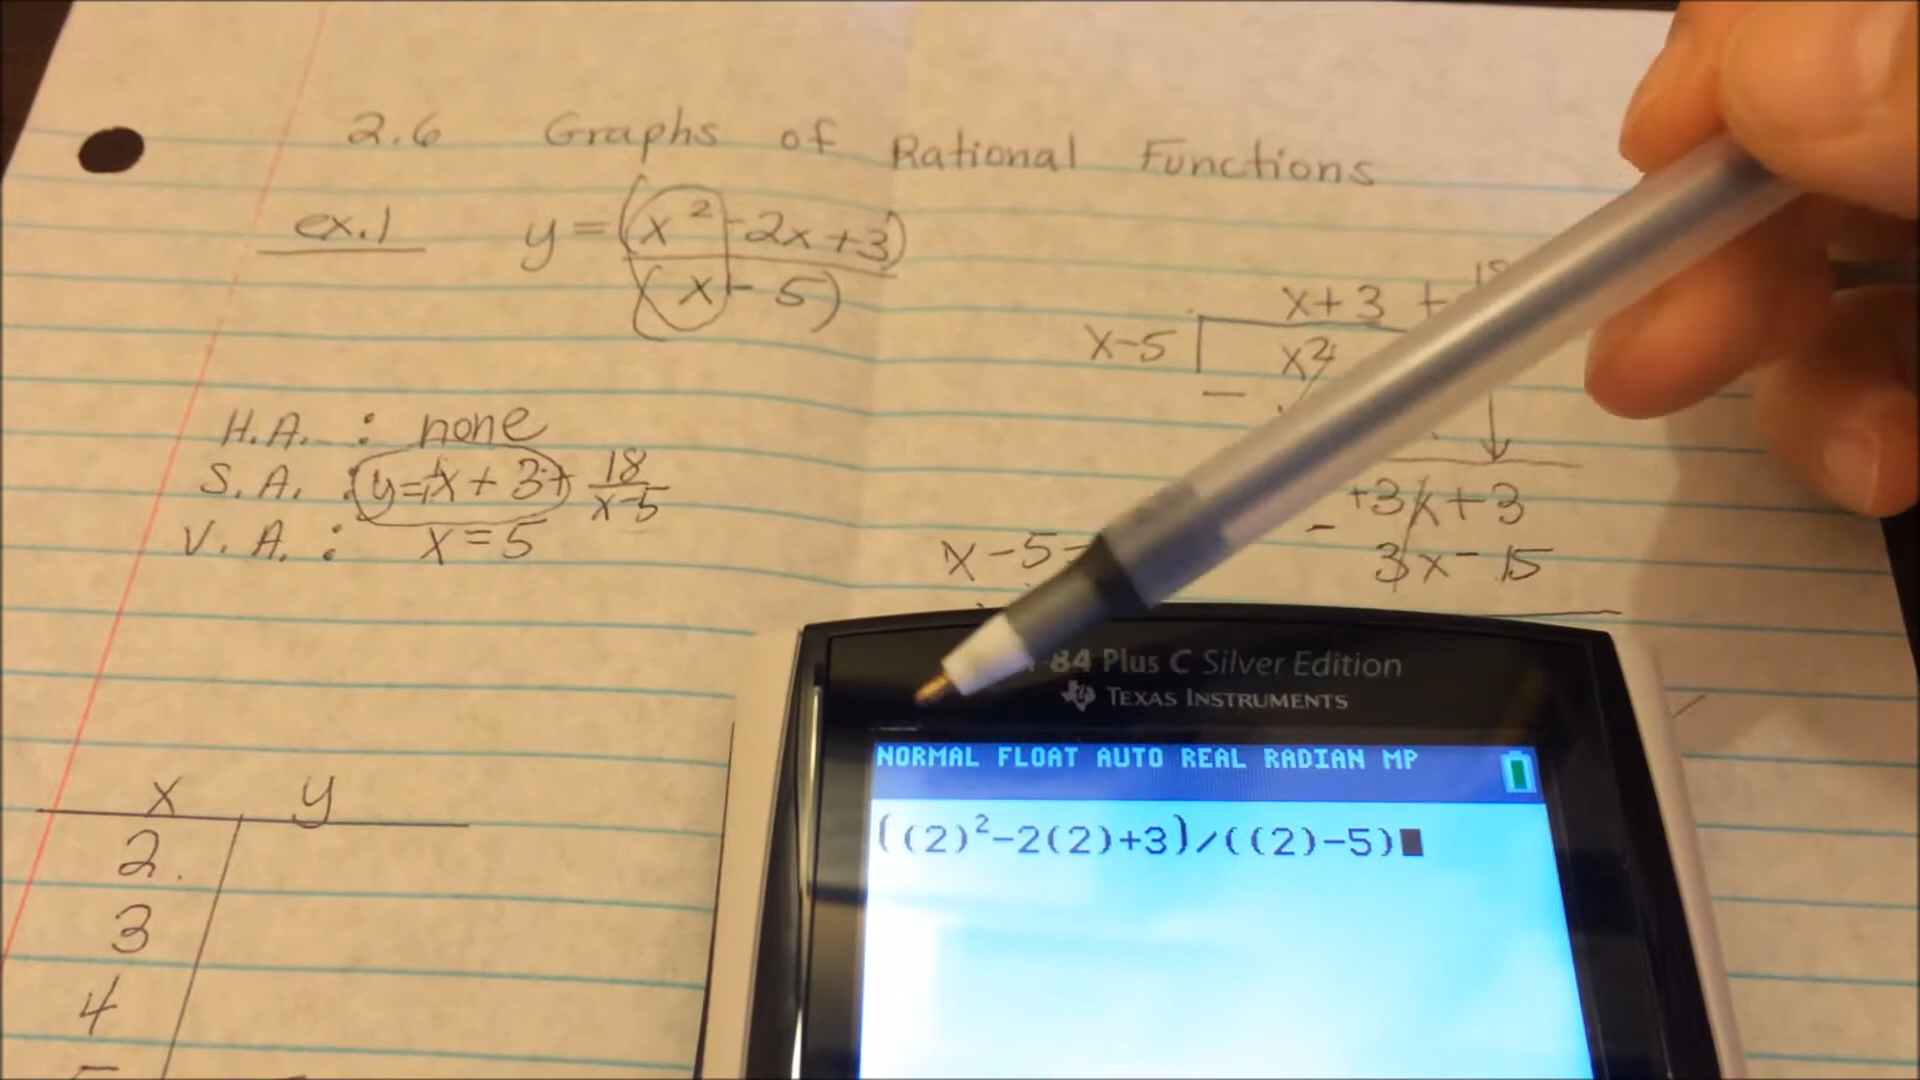 2.6 Graphs of Rational Functions
ex.1 y = (x² - 2x + 3)
(x - 5)
x + 3 +
x-5 x²
-
+3x + 3
-
3x - 15
H.A. : none
S.A. : y = x + 3 + 18
x-5
V.A. : x = 5
x - 5
84 Plus C Silver Edition
TEXAS INSTRUMENTS
NORMAL FLOAT AUTO REAL RADIAN MP
((2)²-2(2)+3)/((2)-5)
x y
2.
3
4